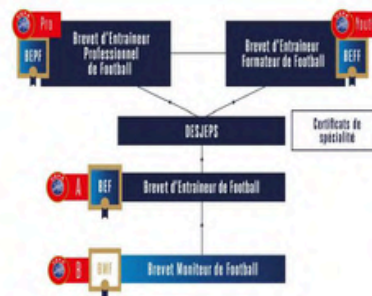 Pro
BEPF
Brevet d'Entraîneur
Professionnel
de Football
Brevet d'Entraîneur
Formateur de Football
Yout
BEFF
DESJEPS
Certificats de
spécialité
A
BEF
Brevet d'Entraîneur de Football
B
BMF
Brevet Moniteur de Football